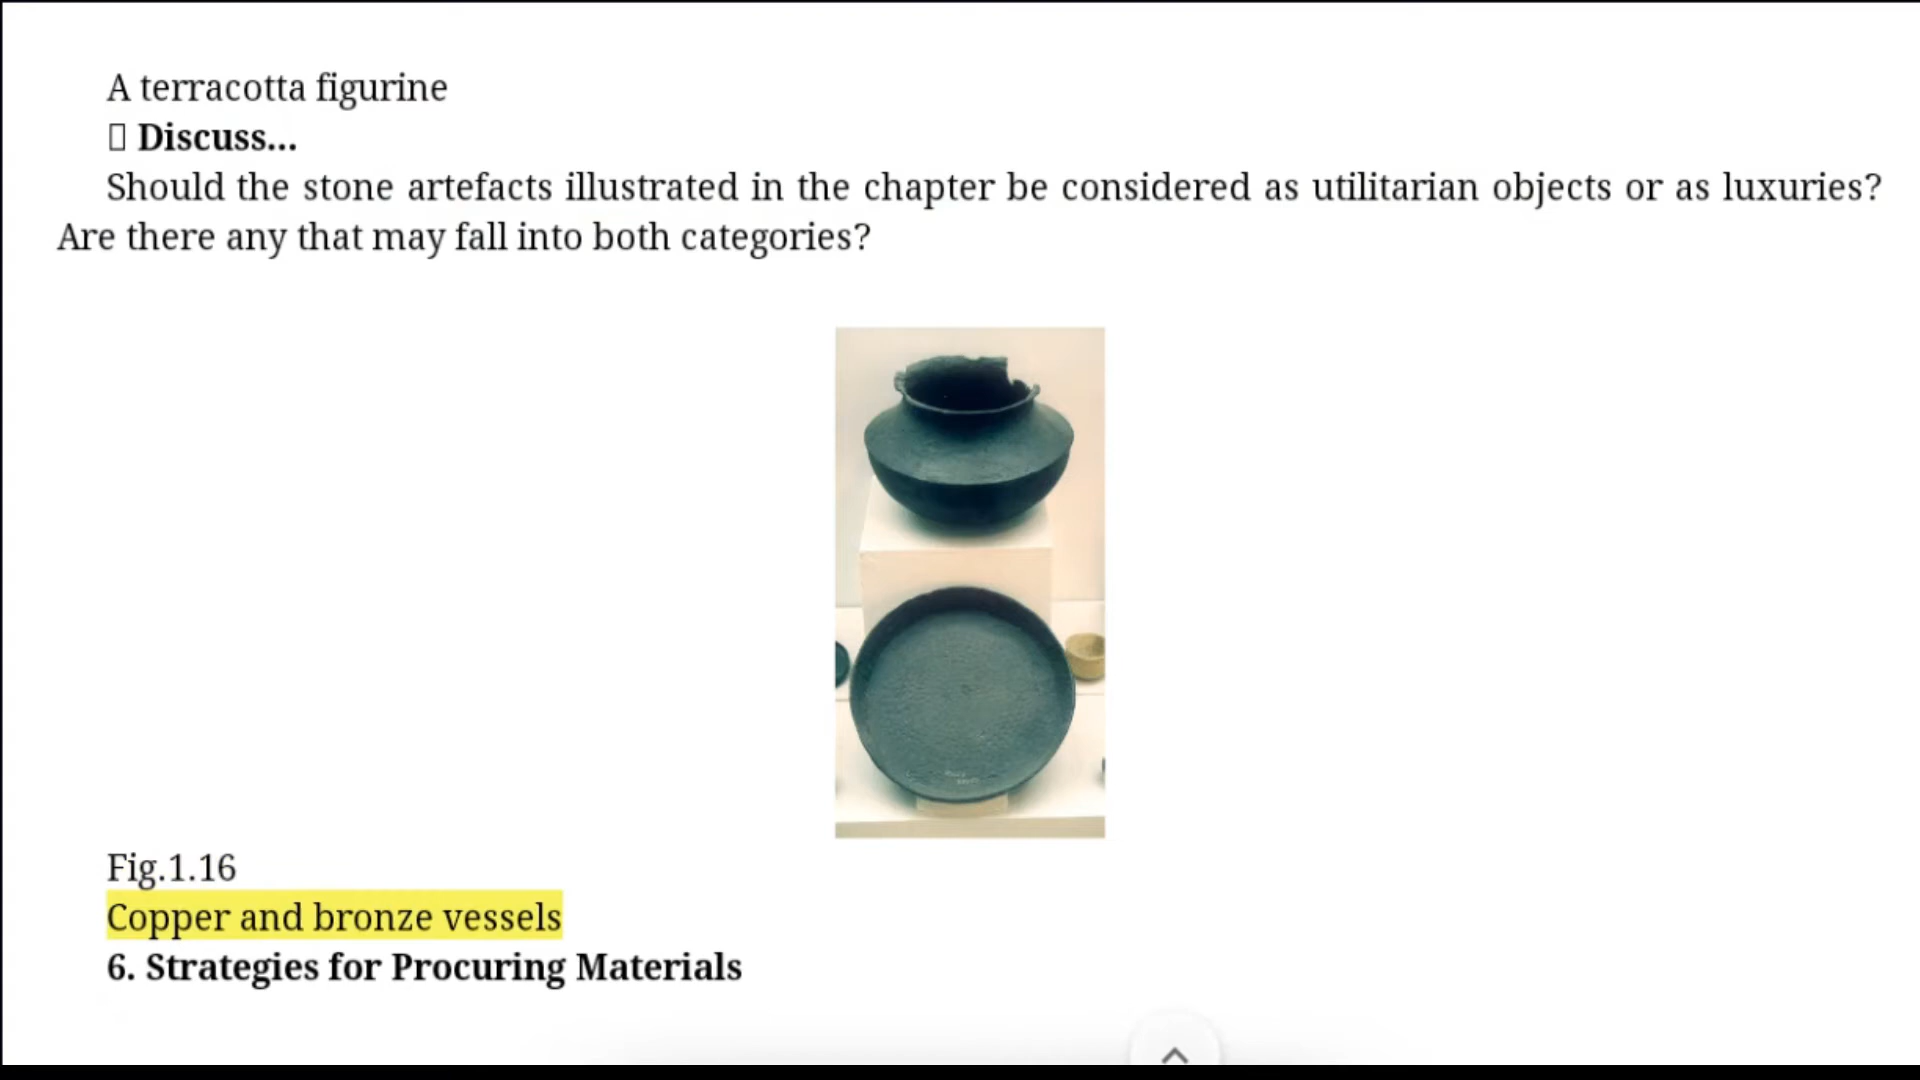 A terracotta figurine
Discuss...
Should the stone artefacts illustrated in the chapter be considered as utilitarian objects or as luxuries?
Are there any that may fall into both categories?
Fig.1.16
Copper and bronze vessels
6. Strategies for Procuring Materials